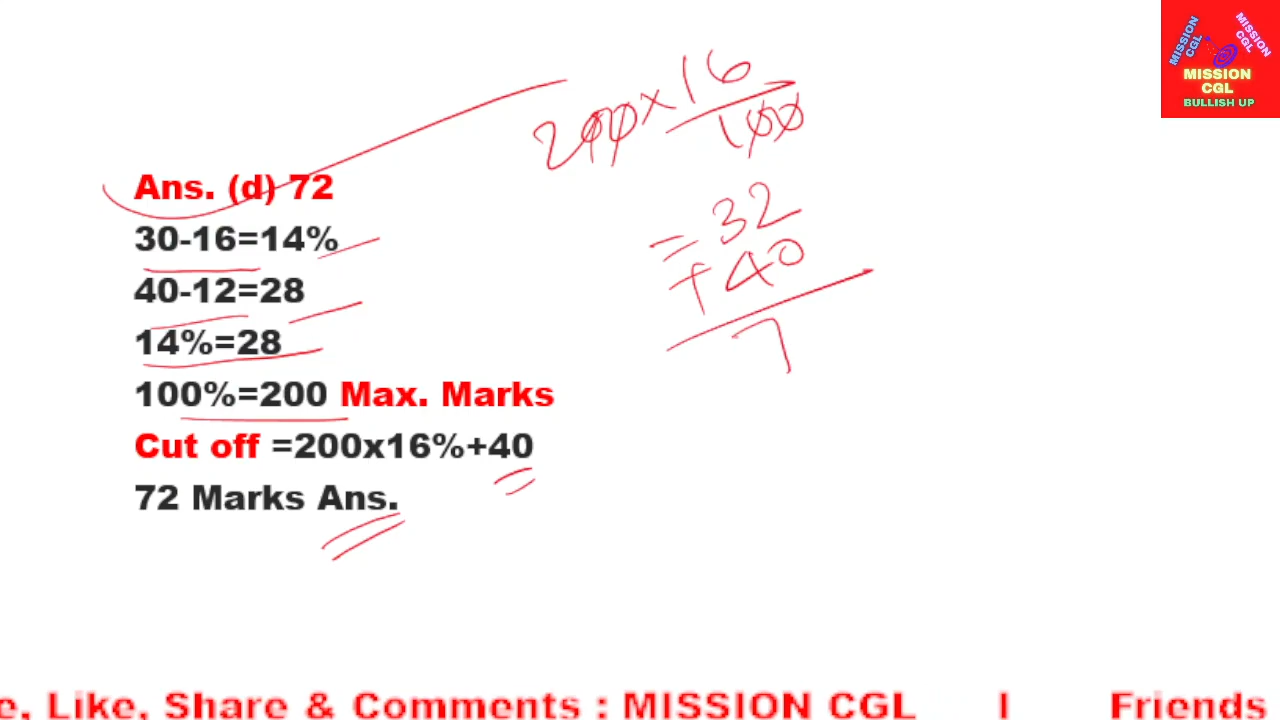 MISSION
CGL
MISSION
CGL
MISSION
CGL
BULLISH UP
200 × 16
100
= 32
+ 40
7
Ans. (d) 72
30-16=14%
40-12=28
14%=28
100%=200 Max. Marks
Cut off =200x16%+40
72 Marks Ans.
e, Like, Share & Comments : MISSION CGL I Friends